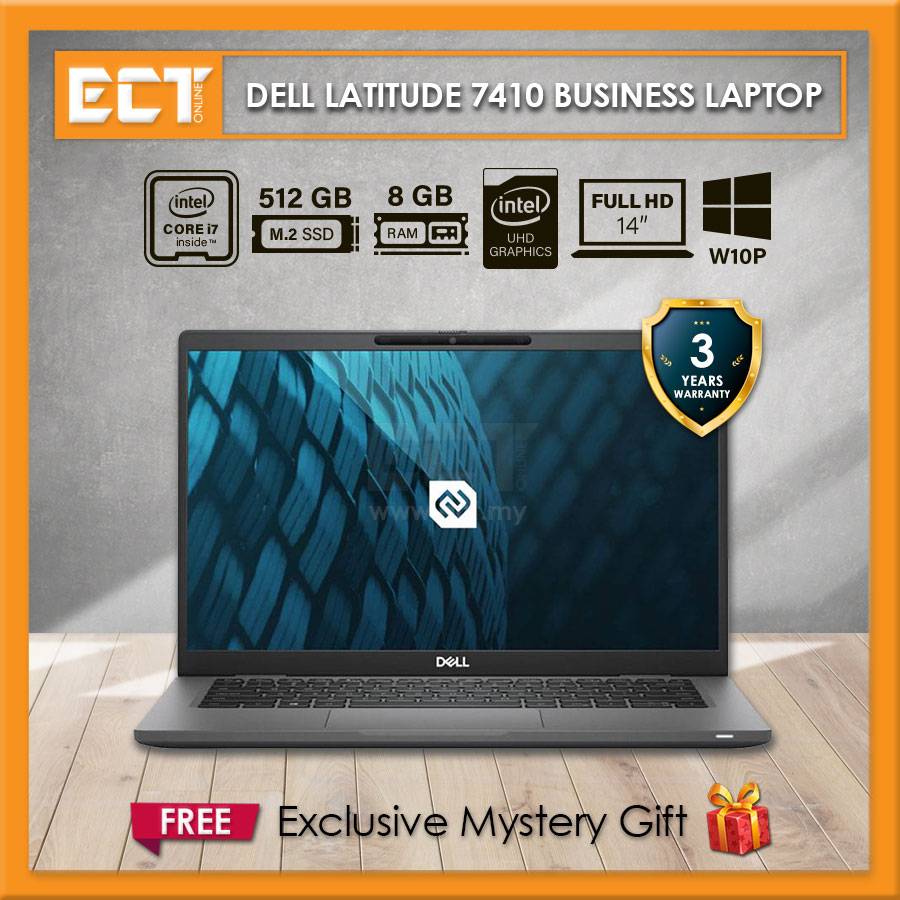 ECT ONLINE
DELL LATITUDE 7410 BUSINESS LAPTOP
intel
CORE i7
inside™
512 GB
M.2 SSD
8 GB
RAM
intel
UHD
GRAPHICS
FULL HD
14”
W10P
3
YEARS
WARRANTY
DELL
FREE Exclusive Mystery Gift